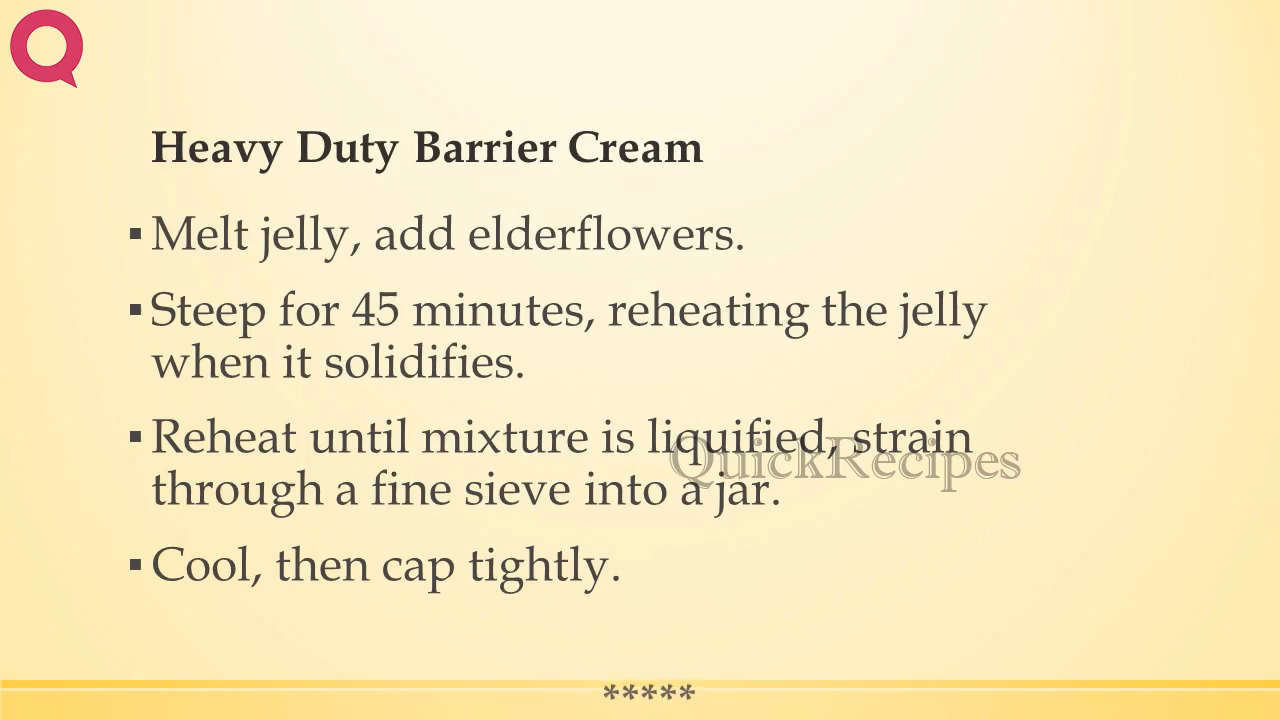 Heavy Duty Barrier Cream
▪ Melt jelly, add elderflowers.
▪ Steep for 45 minutes, reheating the jelly
when it solidifies.
▪ Reheat until mixture is liquified, strain
through a fine sieve into a jar.
QuickRecipes
▪ Cool, then cap tightly.
*****